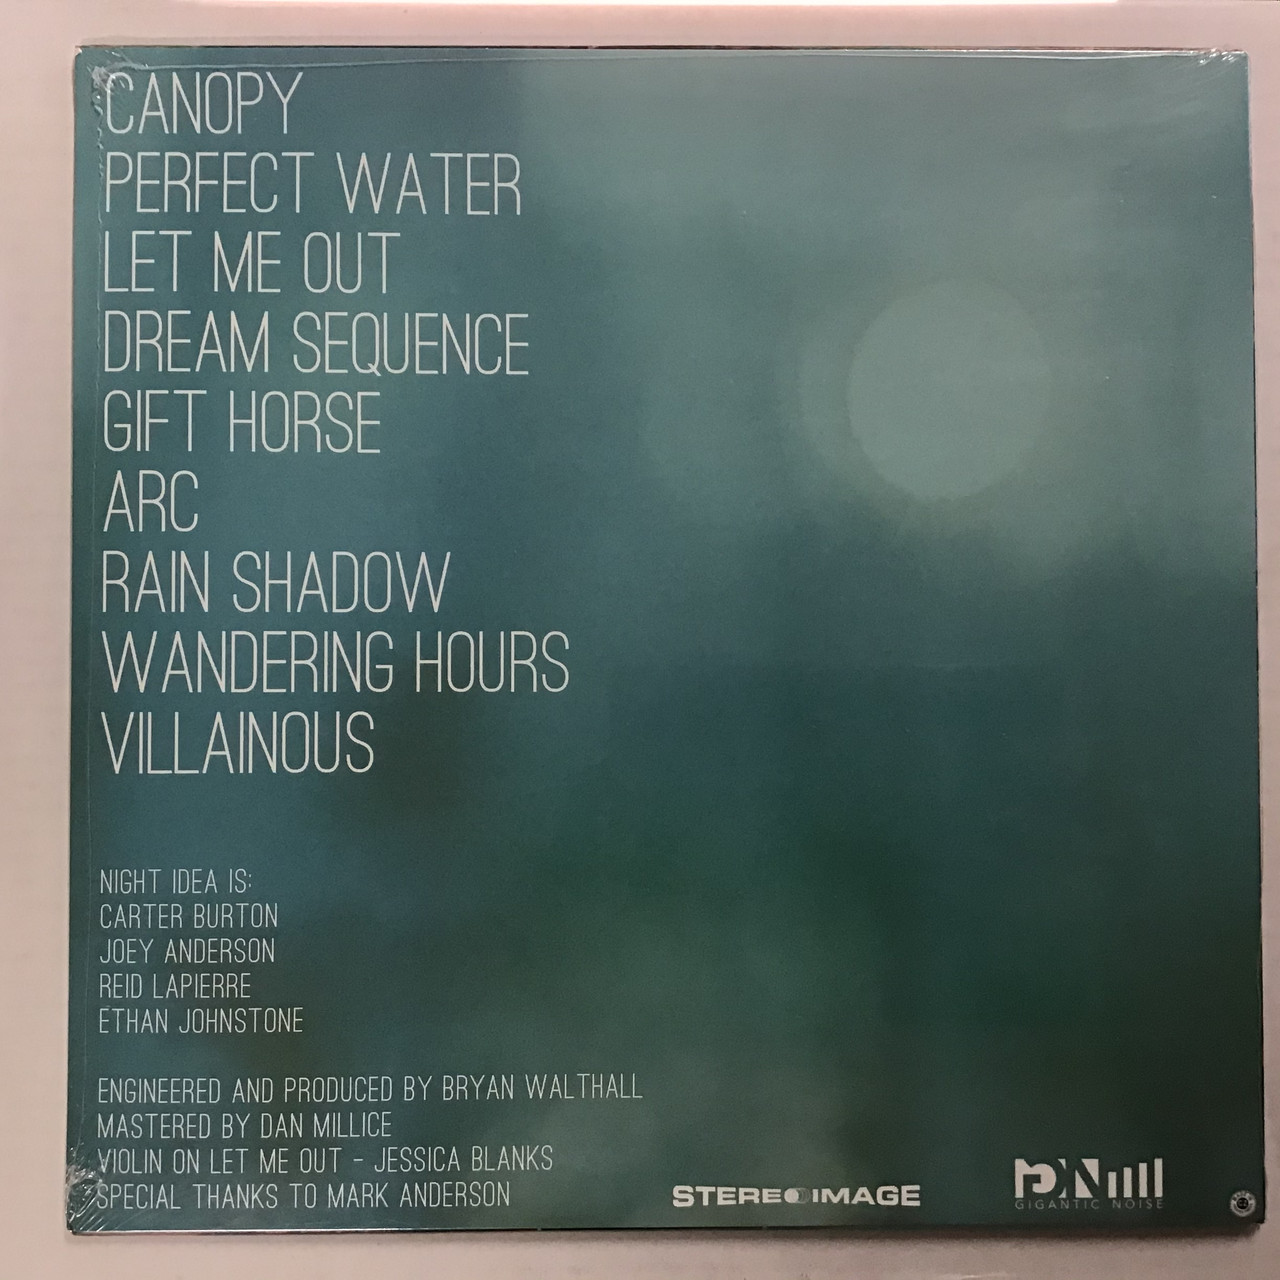 CANOPY
PERFECT WATER
LET ME OUT
DREAM SEQUENCE
GIFT HORSE
ARC
RAIN SHADOW
WANDERING HOURS
VILLAINOUS
NIGHT IDEA IS:
CARTER BURTON
JOEY ANDERSON
REID LAPIERRE
ETHAN JOHNSTONE
ENGINEERED AND PRODUCED BY BRYAN WALTHALL
MASTERED BY DAN MILLICE
VIOLIN ON LET ME OUT - JESSICA BLANKS
SPECIAL THANKS TO MARK ANDERSON
STEREO IMAGE
GIGANTIC NOISE